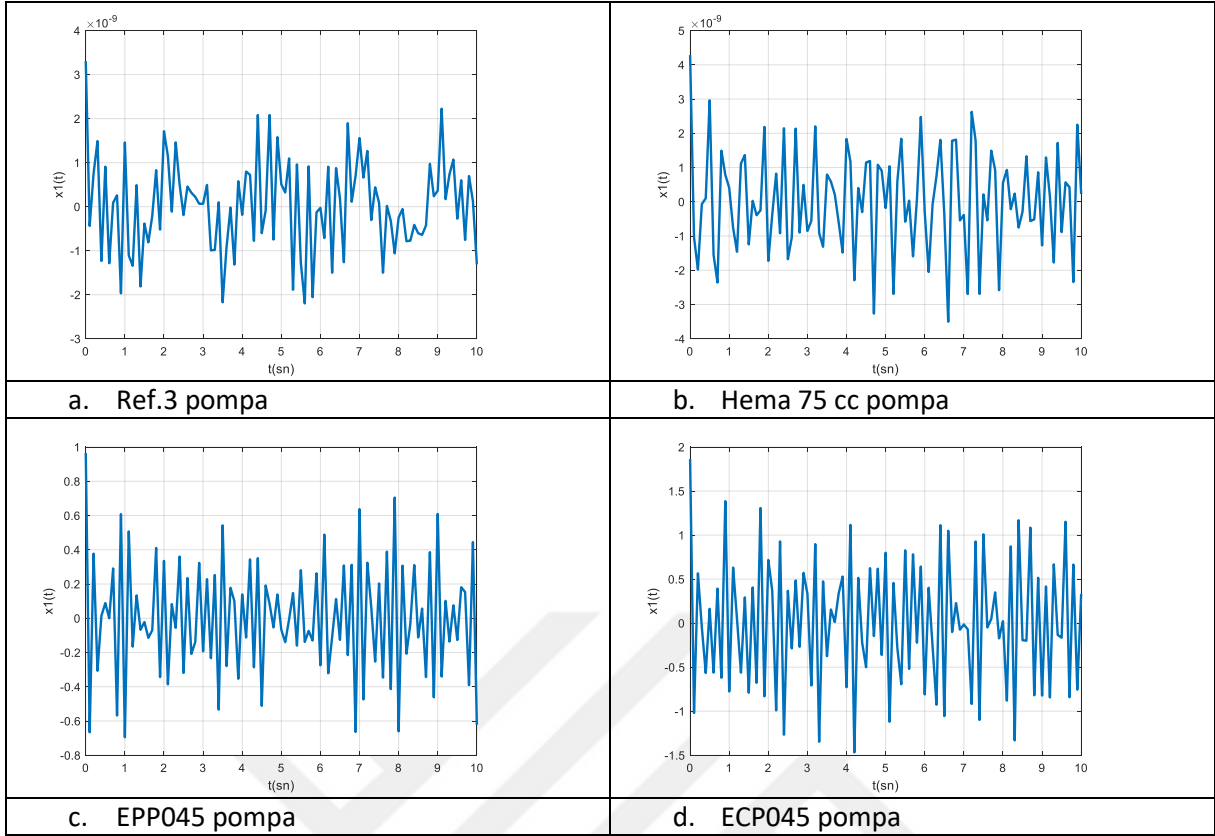 ×10⁻⁹
4
3
2
1
0
-1
-2
-3
x1(t)
0 1 2 3 4 5 6 7 8 9 10
t(sn)
×10⁻⁹
5
4
3
2
1
0
-1
-2
-3
-4
x1(t)
0 1 2 3 4 5 6 7 8 9 10
t(sn)
a. Ref.3 pompa
b. Hema 75 cc pompa
1
0.8
0.6
0.4
0.2
0
-0.2
-0.4
-0.6
-0.8
x1(t)
0 1 2 3 4 5 6 7 8 9 10
t(sn)
2
1.5
1
0.5
0
-0.5
-1
-1.5
x1(t)
0 1 2 3 4 5 6 7 8 9 10
t(sn)
c. EPP045 pompa
d. ECP045 pompa